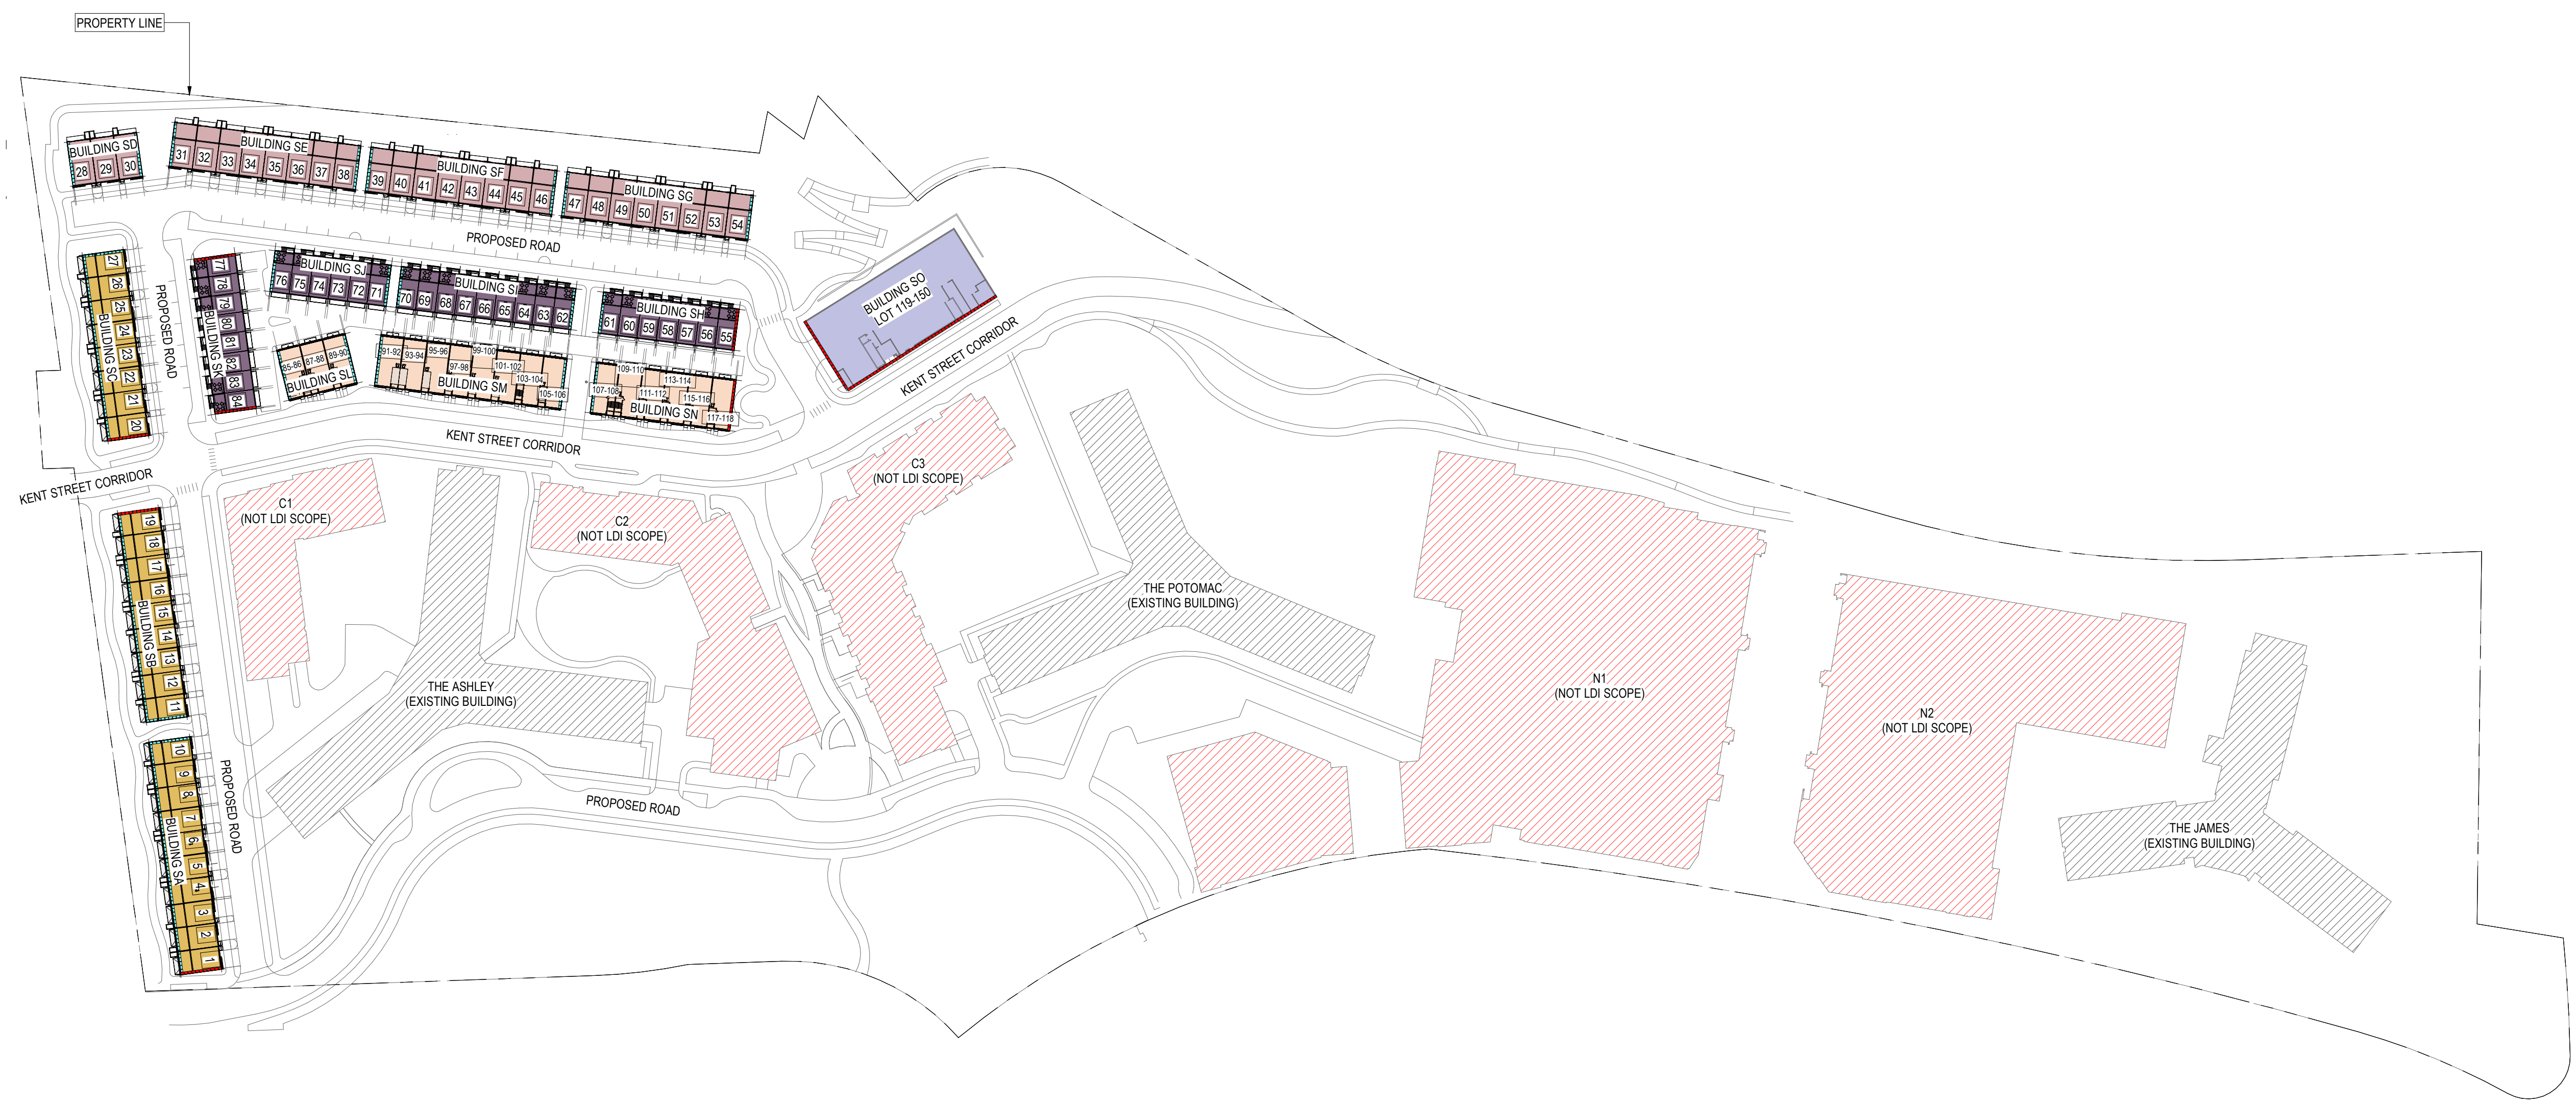 PROPERTY LINE
BUILDING SD
28 29 30
BUILDING SE
31 32 33 34 35 36 37 38
BUILDING SF
39 40 41 42 43 44 45 46
BUILDING SG
47 48 49 50 51 52 53 54
PROPOSED ROAD
27
26
25
24
23
22
21
20
BUILDING SC
PROPOSED ROAD
77
78
79
80
81
82
83
84
BUILDING SK
BUILDING SJ
76 75 74 73 72 71
BUILDING SI
70 69 68 67 66 65 64 63 62
BUILDING SH
61 60 59 58 57 56 55
BUILDING SO
LOT 119-150
85-86 87-88 89-90
BUILDING SL
91-92 93-94 95-96 97-98 99-100 101-102 103-104 105-106
BUILDING SM
107-108 109-110 111-112 113-114 115-116 117-118
BUILDING SN
KENT STREET CORRIDOR
KENT STREET CORRIDOR
KENT STREET CORRIDOR
C1
(NOT LDI SCOPE)
C2
(NOT LDI SCOPE)
C3
(NOT LDI SCOPE)
19
18
17
16
15
14
13
12
11
BUILDING SB
THE POTOMAC
(EXISTING BUILDING)
THE ASHLEY
(EXISTING BUILDING)
N1
(NOT LDI SCOPE)
N2
(NOT LDI SCOPE)
10
9
8
7
6
5
4
3
2
1
BUILDING SA
PROPOSED ROAD
PROPOSED ROAD
THE JAMES
(EXISTING BUILDING)